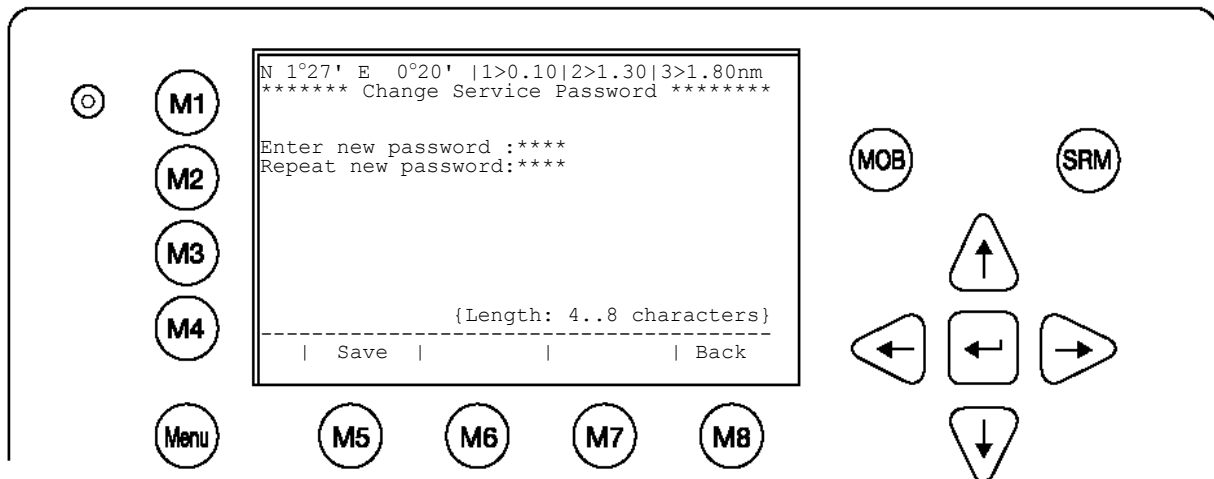 N 1°27' E  0°20' |1>0.10|2>1.30|3>1.80nm
******* Change Service Password ********
M1
Enter new password :****
Repeat new password:****
M2
MOB
SRM
M3
{Length: 4..8 characters}
M4
----------------------------------------
| Save | | | Back
Menu
M5
M6
M7
M8